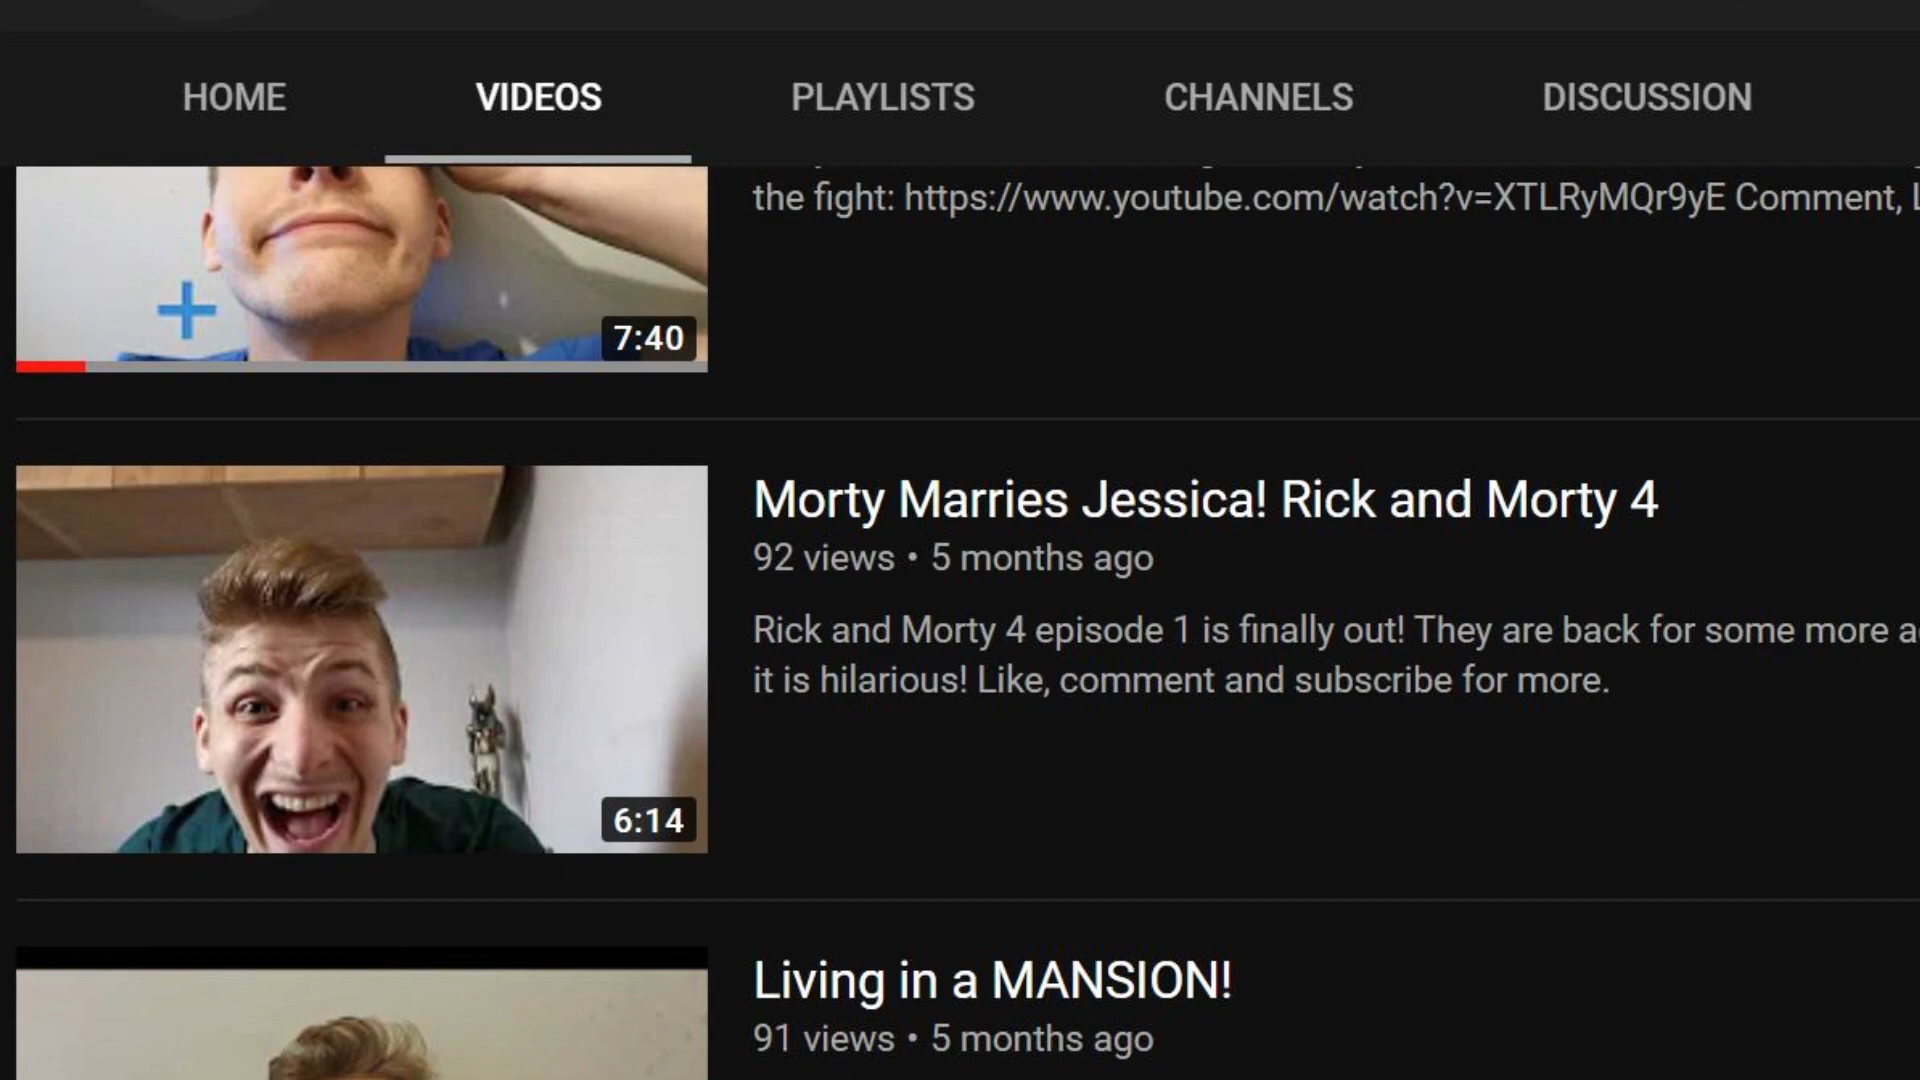 HOME VIDEOS PLAYLISTS CHANNELS DISCUSSION
the fight: https://www.youtube.com/watch?v=XTLRyMQr9yE Comment,
7:40
Morty Marries Jessica! Rick and Morty 4
92 views • 5 months ago
Rick and Morty 4 episode 1 is finally out! They are back for some more
it is hilarious! Like, comment and subscribe for more.
6:14
Living in a MANSION!
91 views • 5 months ago